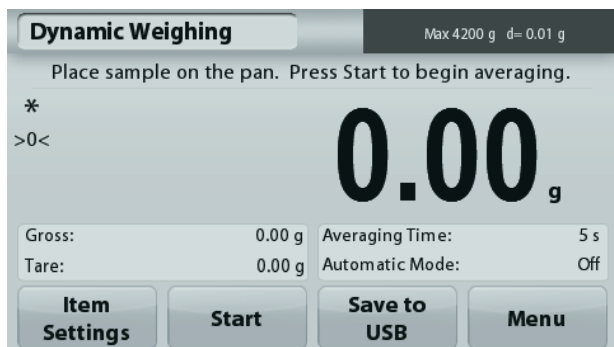 Dynamic Weighing
Max 4200 g d= 0.01 g
Place sample on the pan. Press Start to begin averaging.
*
>0<
0.00 g
Gross: 0.00 g
Tare: 0.00 g
Averaging Time: 5 s
Automatic Mode: Off
Item Settings
Start
Save to USB
Menu